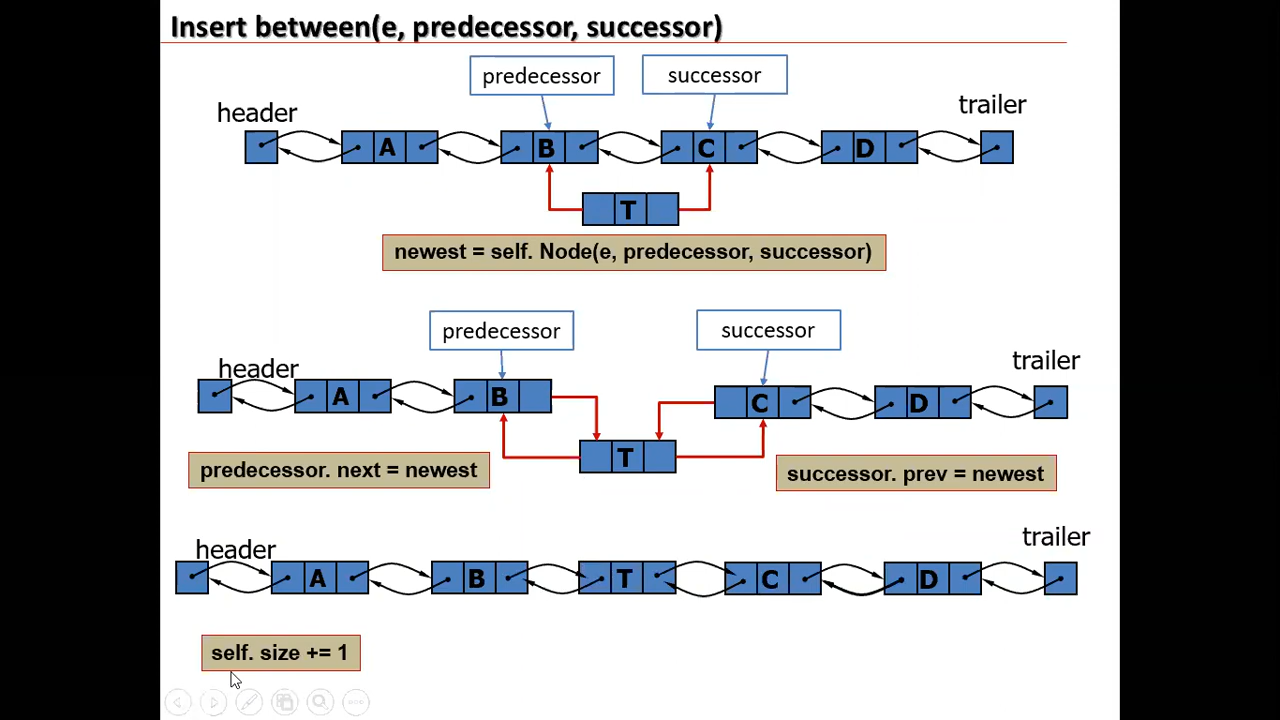 Insert between(e, predecessor, successor)
predecessor
successor
header
trailer
A
B
C
D
T
newest = self. Node(e, predecessor, successor)
predecessor
successor
header
trailer
A
B
C
D
T
predecessor. next = newest
successor. prev = newest
header
trailer
A
B
T
C
D
self. size += 1